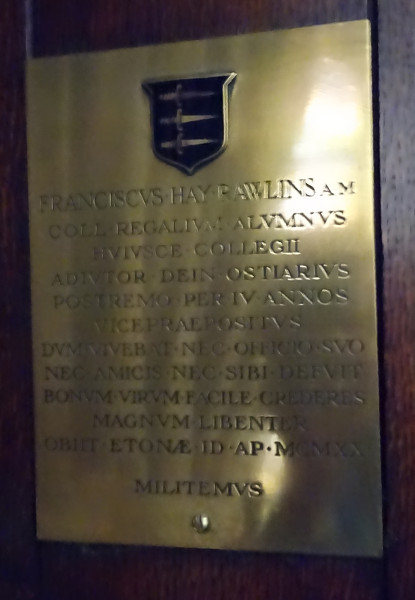 FRANCISCVS·HAY·RAWLINS A M
COLL·REGALIVM·ALVMNVS
HVIVSCE·COLLEGII
ADIVTOR·DEIN·OSTIARIVS
POSTREMO·PER·IV·ANNOS
VICEPRAEPOSITVS
DVM·VIVEBAT·NEC·OFFICIO·SVO
NEC·AMICIS·NEC·SIBI·DEFVIT
BONVM·VIRVM·FACILE·CREDERES
MAGNVM·LIBENTER
OBIIT·ETONÆ·ID·AP·MCMXX
MILITEMVS